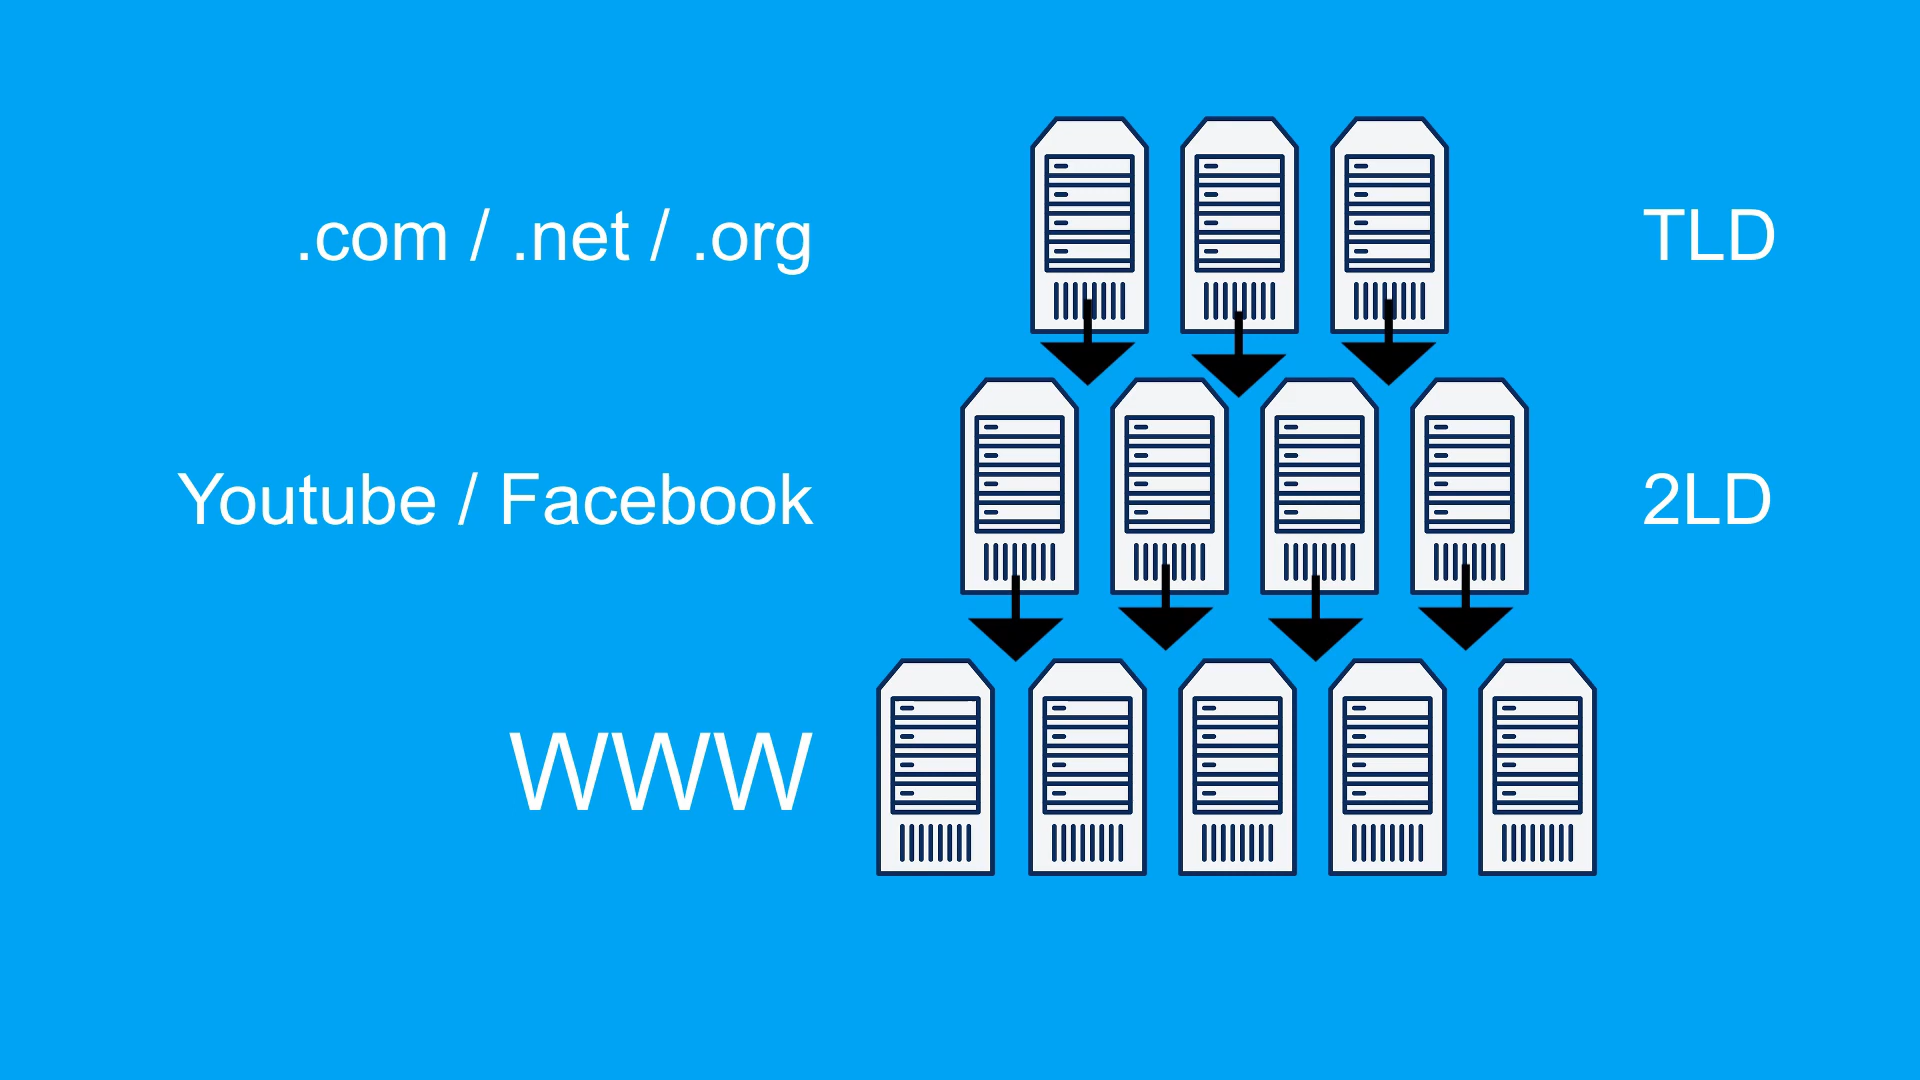 .com / .net / .org
TLD
Youtube / Facebook
2LD
WWW